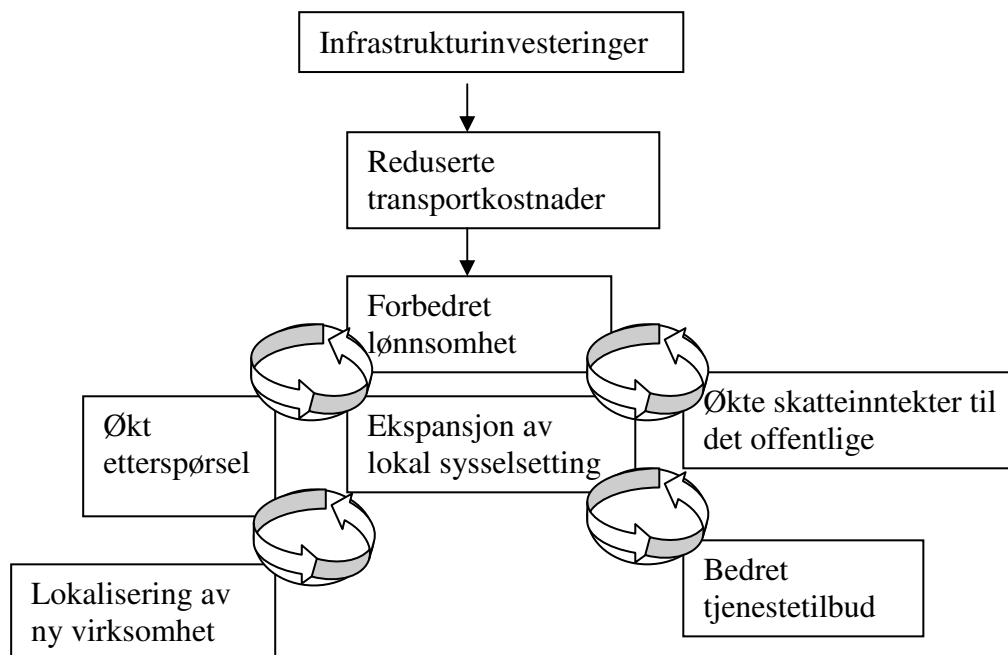 Infrastrukturinvesteringer
Reduserte
transportkostnader
Forbedret
lønnsomhet
Økt
etterspørsel
Ekspansjon av
lokal sysselsetting
Økte skatteinntekter til
det offentlige
Lokalisering av
ny virksomhet
Bedret
tjenestetilbud